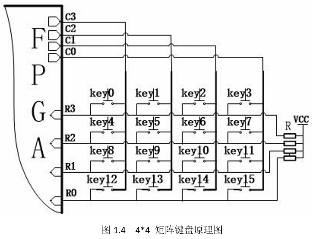 C3
C2
C1
C0
F
P
G
A
key0 key1 key2 key3
R3
key4 key5 key6 key7
R VCC
R2
key8 key9 key10 key11
R1
key12 key13 key14 key15
R0
图 1.4 4*4 矩阵键盘原理图